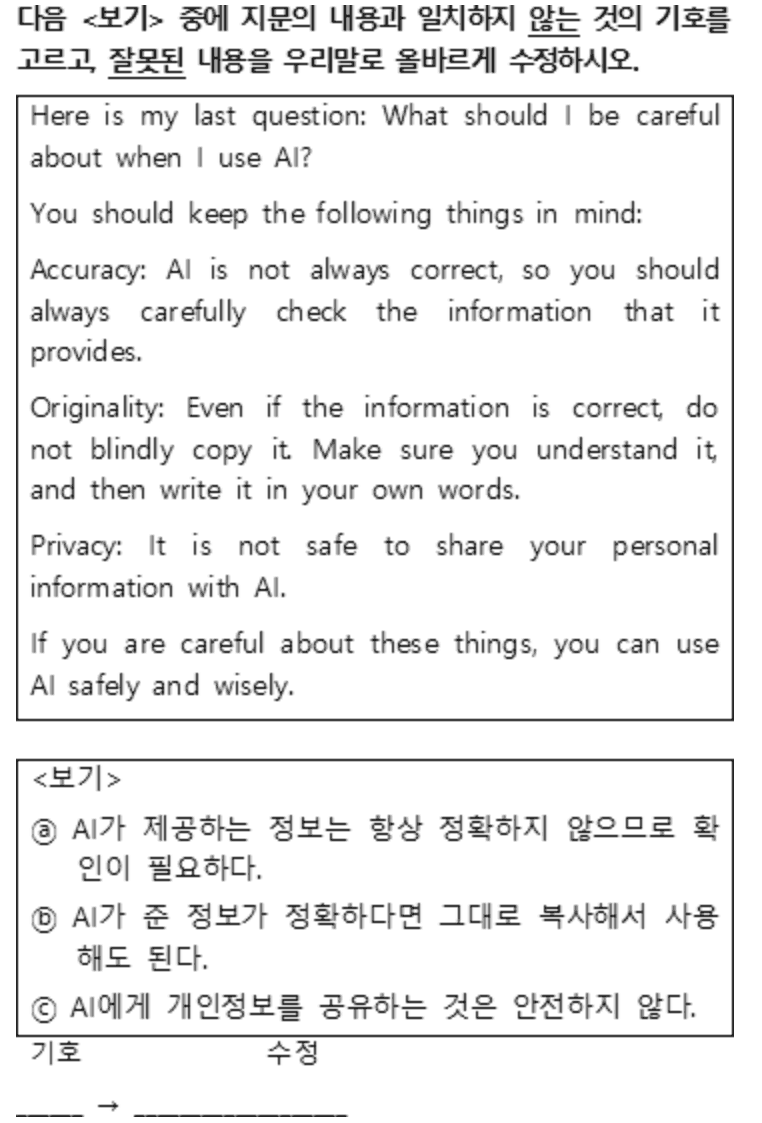 다음 <보기> 중에 지문의 내용과 일치하지 않는 것의 기호를
고르고, 잘못된 내용을 우리말로 올바르게 수정하시오.
Here is my last question: What should I be careful
about when I use AI?
You should keep the following things in mind:
Accuracy: AI is not always correct, so you should
always carefully check the information that it
provides.
Originality: Even if the information is correct, do
not blindly copy it. Make sure you understand it,
and then write it in your own words.
Privacy: It is not safe to share your personal
information with AI.
If you are careful about these things, you can use
AI safely and wisely.
<보기>
ⓐ AI가 제공하는 정보는 항상 정확하지 않으므로 확
인이 필요하다.
ⓑ AI가 준 정보가 정확하다면 그대로 복사해서 사용
해도 된다.
ⓒ AI에게 개인정보를 공유하는 것은 안전하지 않다.
기호 수정
______ → ___________________